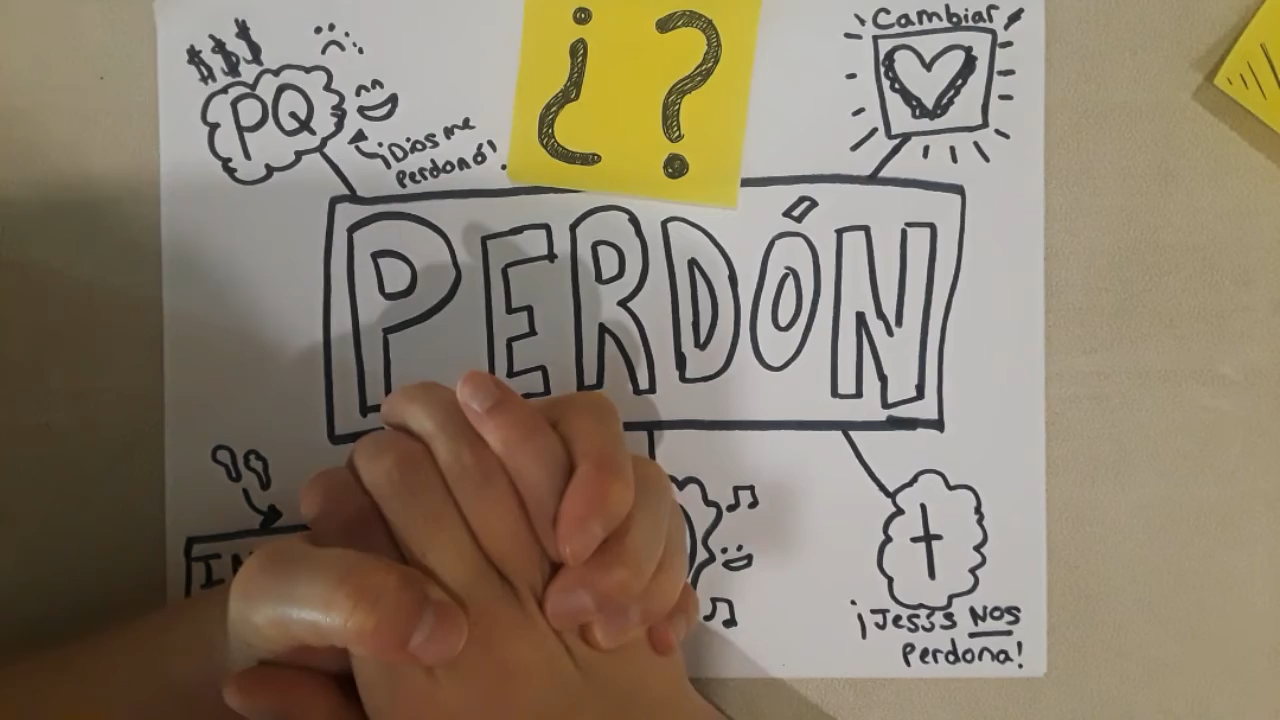 $$$
PQ
¡Dios me
perdonó!
¿?
Cambiar
PERDÓN
¡Jesús NOS
perdona!